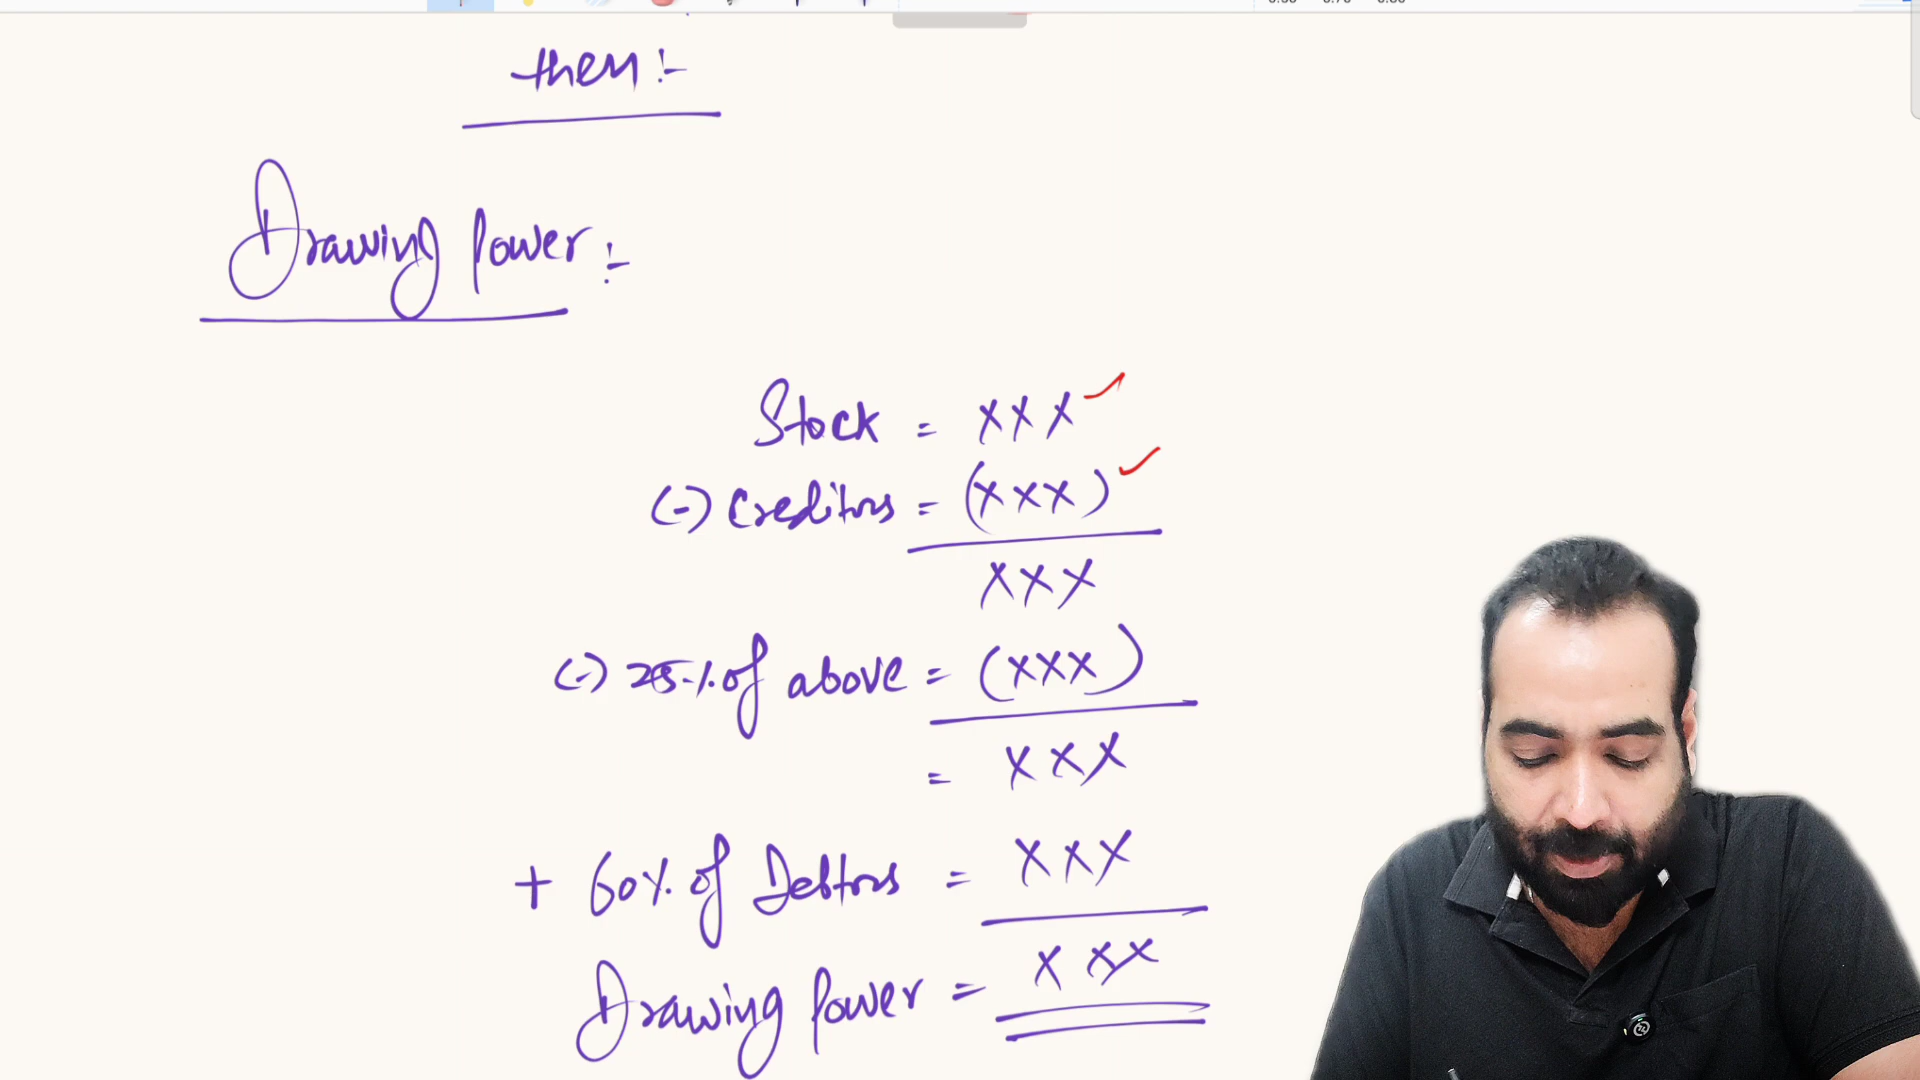 then :-
Drawing power :-
Stock = XXX
(-) Creditors = (XXX)
XXX
(-) 25% of above = (XXX)
= XXX
+ 60% of Debtors = XXX
Drawing power = XXX